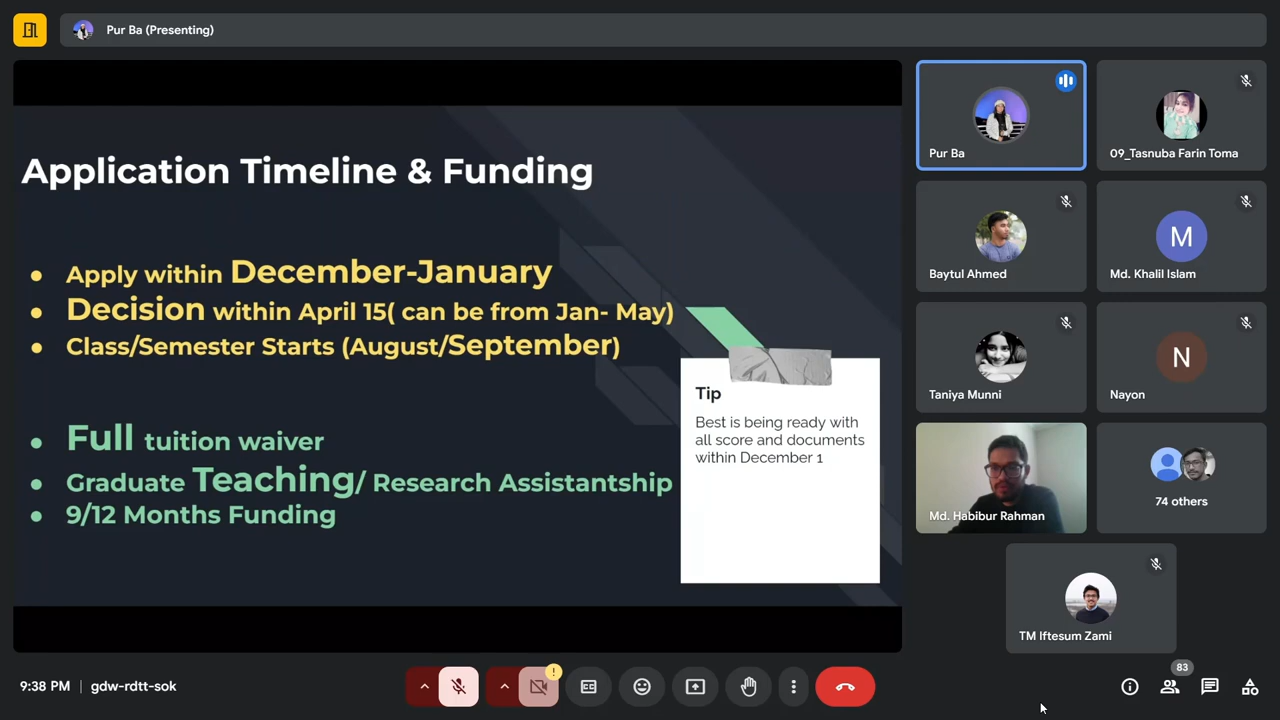 Pur Ba (Presenting)
Application Timeline & Funding
● Apply within December-January
● Decision within April 15( can be from Jan- May)
● Class/Semester Starts (August/September)
● Full tuition waiver
● Graduate Teaching/ Research Assistantship
● 9/12 Months Funding
Tip
Best is being ready with
all score and documents
within December 1
Pur Ba
09_Tasnuba Farin Toma
Baytul Ahmed
M
Md. Khalil Islam
Taniya Munni
N
Nayon
Md. Habibur Rahman
74 others
TM Iftesum Zami
9:38 PM | gdw-rdtt-sok
!
83